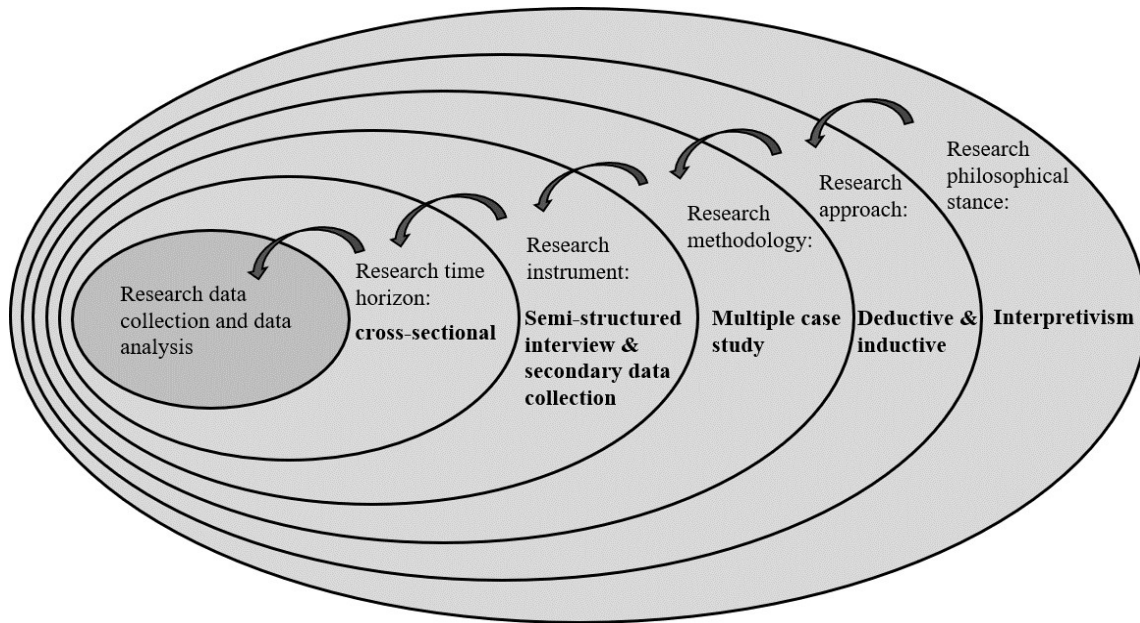 Research data
collection and data
analysis
Research time
horizon:
cross-sectional
Research
instrument:
Semi-structured
interview &
secondary data
collection
Research
methodology:
Multiple case
study
Research
approach:
Deductive &
inductive
Research
philosophical
stance:
Interpretivism